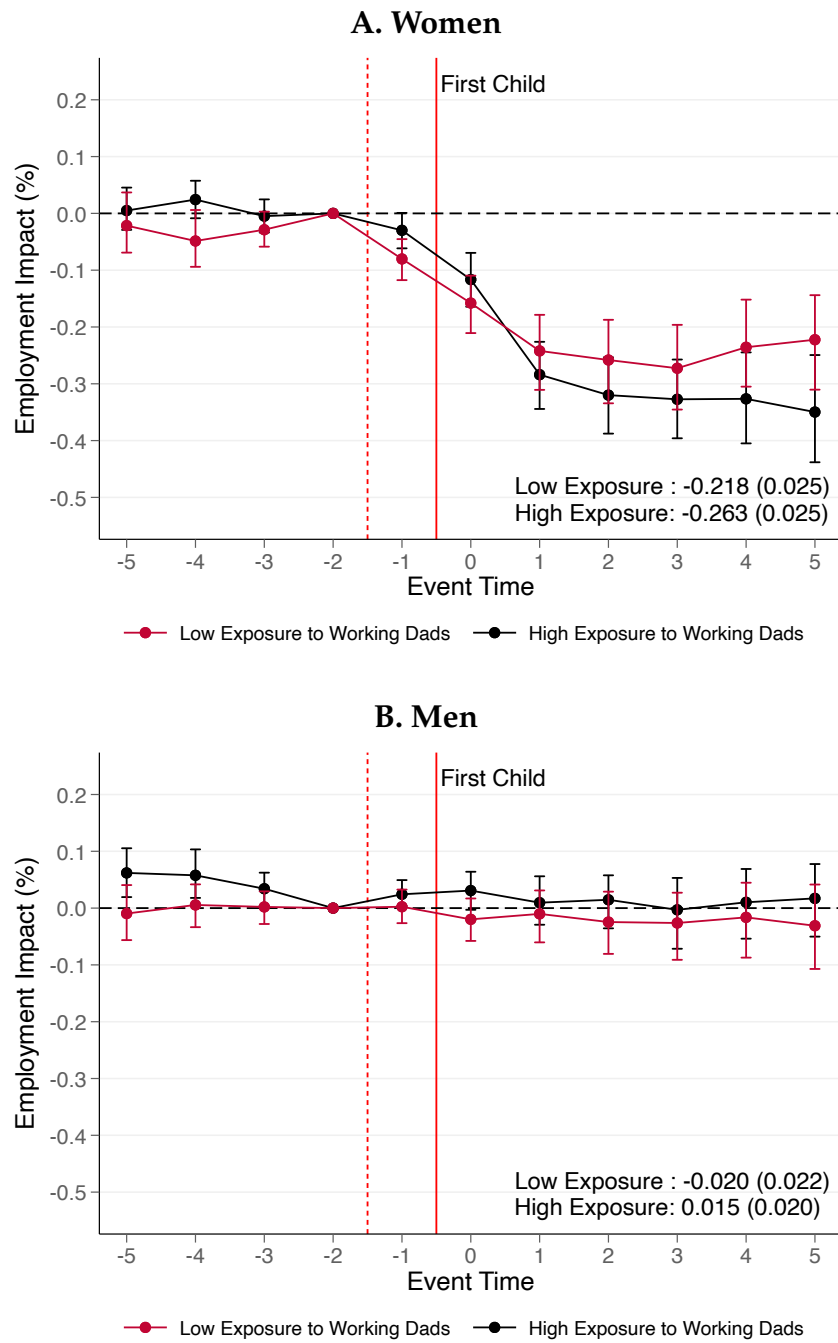 A. Women
First Child
0.2
0.1
0.0
-0.1
-0.2
-0.3
-0.4
-0.5
Employment Impact (%)
Low Exposure : -0.218 (0.025)
High Exposure: -0.263 (0.025)
-5 -4 -3 -2 -1 0 1 2 3 4 5
Event Time
Low Exposure to Working Dads High Exposure to Working Dads
B. Men
First Child
0.2
0.1
0.0
-0.1
-0.2
-0.3
-0.4
-0.5
Employment Impact (%)
Low Exposure : -0.020 (0.022)
High Exposure: 0.015 (0.020)
-5 -4 -3 -2 -1 0 1 2 3 4 5
Event Time
Low Exposure to Working Dads High Exposure to Working Dads